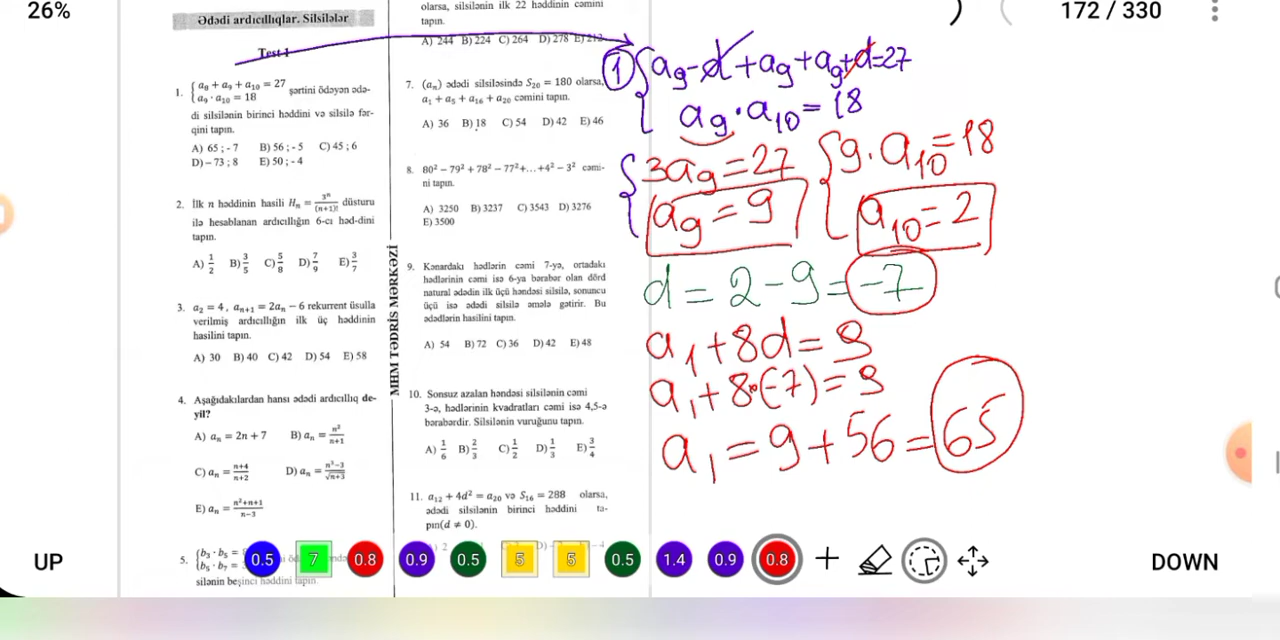 26%
172 / 330
Ədədi ardıcıllıqlar. Silsilələr
Test 1
1. { a₈ + a₉ + a₁₀ = 27
{ a₉ · a₁₀ = 18 şərtini ödəyən ədə-
di silsilənin birinci həddini və silsilə fər-
qini tapın.
A) 65 ; - 7 B) 56 ; - 5 C) 45 ; 6
D) – 73 ; 8 E) 50 ; - 4
2. İlk n həddinin hasili Hₙ = 3ⁿ/(n+1)! düsturu
ilə hesablanan ardıcıllığın 6-cı həd-dini
tapın.
A) 1/2 B) 3/5 C) 5/8 D) 7/9 E) 3/7
3. a₂ = 4 , aₙ₊₁ = 2aₙ − 6 rekurent üsulla
verilmiş ardıcıllığın ilk üç həddinin
hasilini tapın.
A) 30 B) 40 C) 42 D) 54 E) 58
4. Aşağıdakılardan hansı ədədi ardıcıllıq de-
yil?
A) aₙ = 2n + 7 B) aₙ = n²/(n+1)
C) aₙ = (n+4)/(n+2) D) aₙ = (n²−3)/√(n+3)
E) aₙ = (n²+n+1)/(n−3)
5. { b₃ · b₅ =
{ b₅ · b₇ =
silənin beşinci həddini tapın.
MHM TƏDRİS MƏRKƏZİ
olarsa, silsilənin ilk 22 həddinin cəmini
tapın.
A) 244 B) 224 C) 264 D) 278 E) 212
7. (aₙ) ədədi silsiləsində S₂₀ = 180 olarsa,
a₁ + a₅ + a₁₆ + a₂₀ cəmini tapın.
A) 36 B) 18 C) 54 D) 42 E) 46
8. 80² − 79² + 78² − 77² + ... + 4² − 3² cəmi-
ni tapın.
A) 3250 B) 3237 C) 3543 D) 3276
E) 3500
9. Kənardakı hədlərin cəmi 7-yə, ortadakı
hədlərinin cəmi isə 6-ya bərabər olan dörd
natural ədədin ilk üçü həndəsi silsilə, sonuncu
üçü isə ədədi silsilə əmələ gətirir. Bu
ədədlərin hasilini tapın.
A) 54 B) 72 C) 36 D) 42 E) 48
10. Sonsuz azalan həndəsi silsilənin cəmi
3-ə, hədlərinin kvadratları cəmi isə 4,5-ə
bərabərdir. Silsilənin vuruğunu tapın.
A) 1/6 B) 2/3 C) 1/2 D) 1/3 E) 3/4
11. a₁₂ + 4d² = a₂₀ və S₁₆ = 288 olarsa,
ədədi silsilənin birinci həddini ta-
pın(d ≠ 0).
① { a₉ - d + a₉ + a₉ + d = 27
{ a₉ · a₁₀ = 18
{ 3a₉ = 27
{ a₉ = 9
{ 9 · a₁₀ = 18
{ a₁₀ = 2
d = 2 - 9 = -7
a₁ + 8d = 9
a₁ + 8·(-7) = 9
a₁ = 9 + 56 = 65
UP
0.5 7 0.8 0.9 0.5 5 5 0.5 1.4 0.9 0.8 +
DOWN